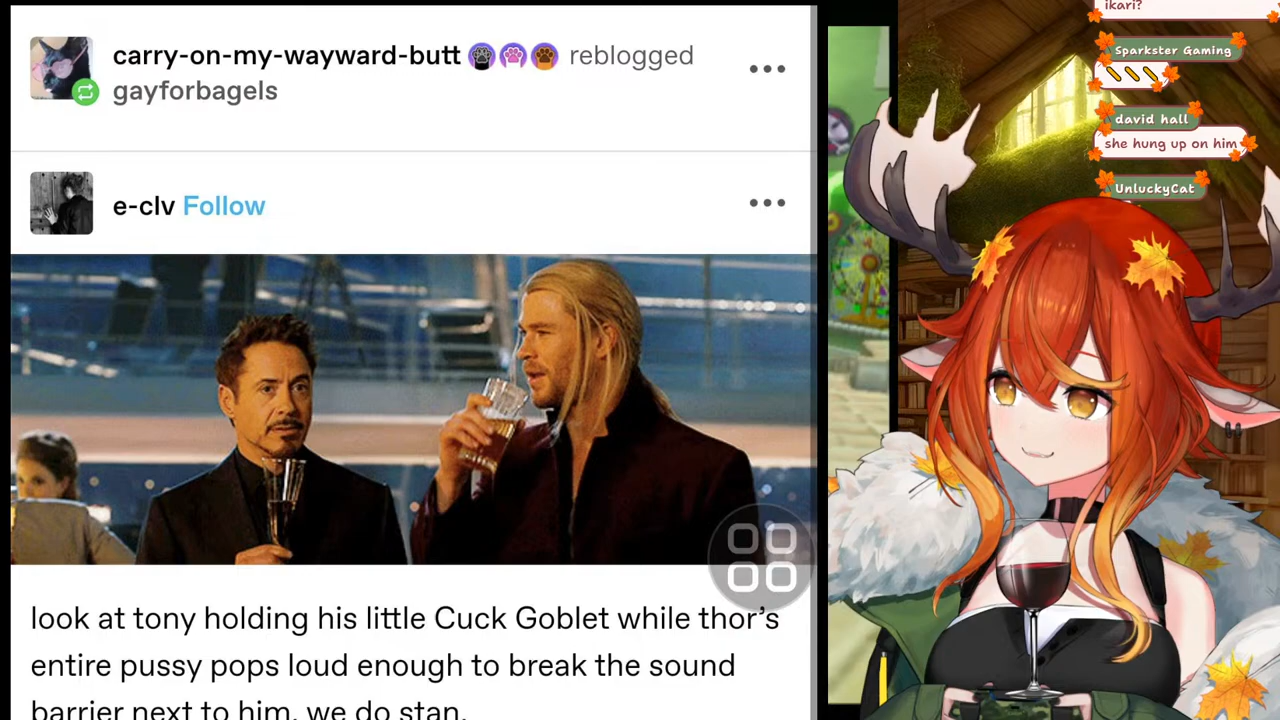 carry-on-my-wayward-butt reblogged
gayforbagels
e-clv Follow
look at tony holding his little Cuck Goblet while thor's
entire pussy pops loud enough to break the sound
barrier next to him. we do stan.
ikari?
Sparkster Gaming
david hall
she hung up on him
UnluckyCat